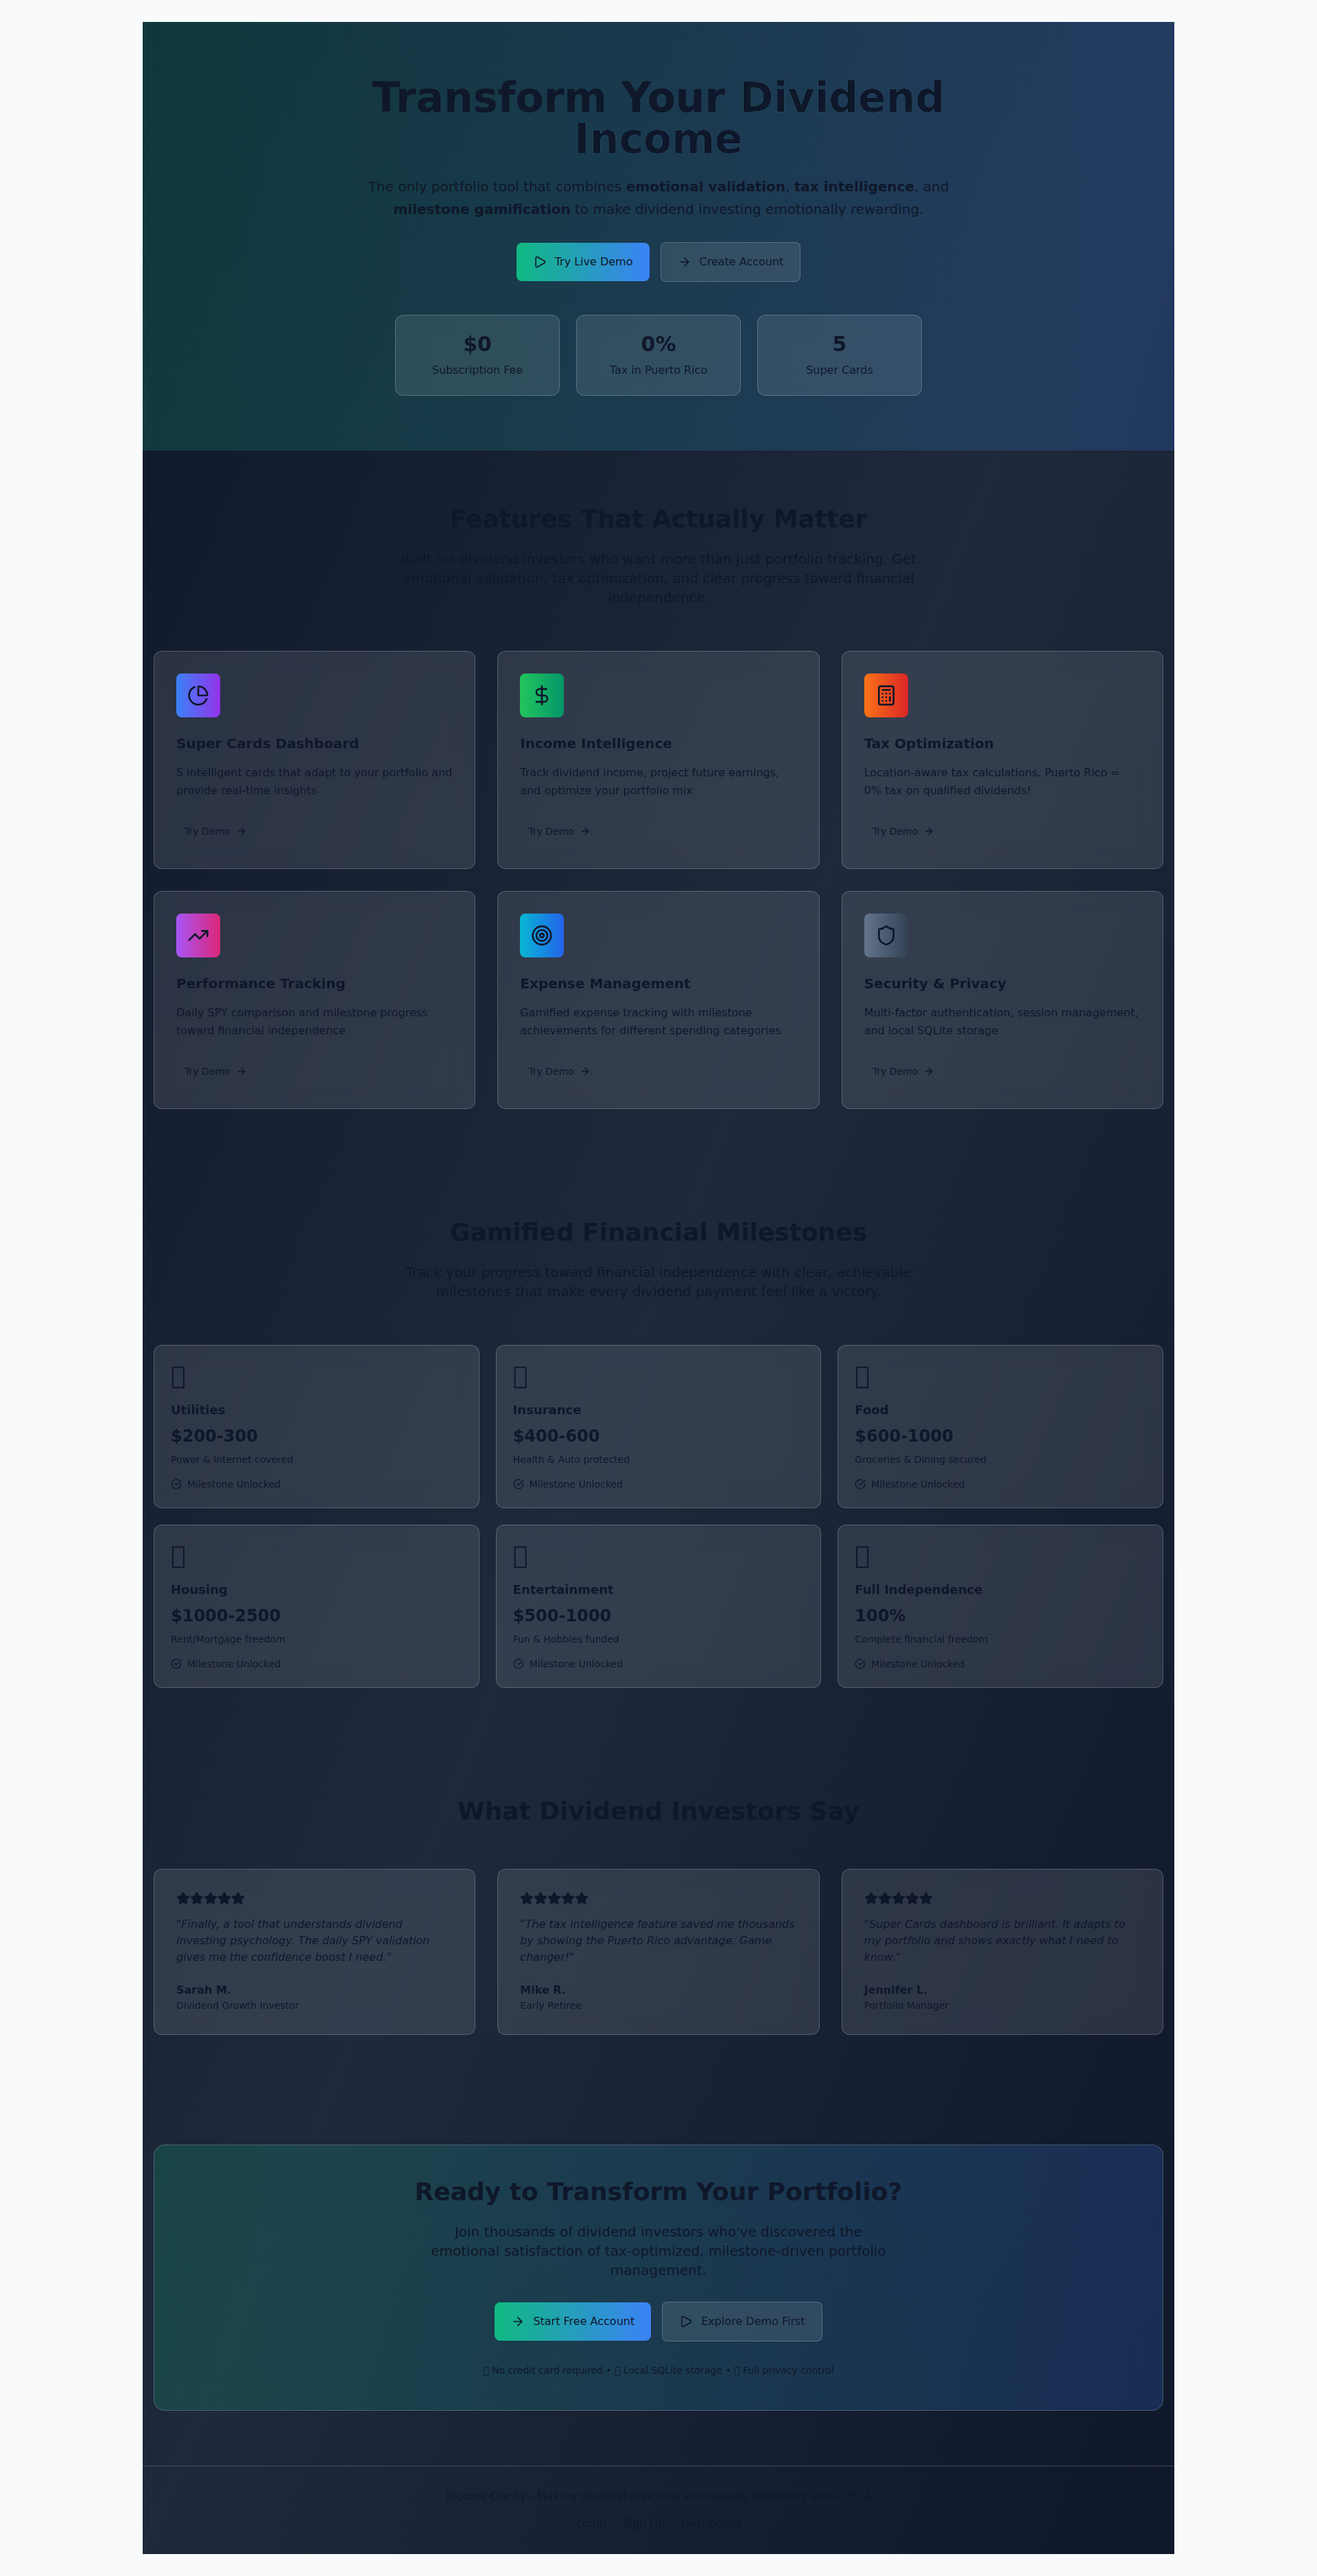 Transform Your Dividend
Income
The only portfolio tool that combines emotional validation, tax intelligence, and
milestone gamification to make dividend investing emotionally rewarding.
Try Live Demo
Create Account
$0
Subscription Fee
0%
Tax in Puerto Rico
5
Super Cards
Features That Actually Matter
Built for dividend investors who want more than just portfolio tracking. Get
emotional validation, tax optimization, and clear progress toward financial
independence.
Super Cards Dashboard
5 intelligent cards that adapt to your portfolio and
provide real-time insights
Try Demo
Income Intelligence
Track dividend income, project future earnings,
and optimize your portfolio mix
Try Demo
Tax Optimization
Location-aware tax calculations. Puerto Rico =
0% tax on qualified dividends!
Try Demo
Performance Tracking
Daily SPY comparison and milestone progress
toward financial independence
Try Demo
Expense Management
Gamified expense tracking with milestone
achievements for different spending categories
Try Demo
Security & Privacy
Multi-factor authentication, session management,
and local SQLite storage
Try Demo
Gamified Financial Milestones
Track your progress toward financial independence with clear, achievable
milestones that make every dividend payment feel like a victory.
Utilities
$200-300
Power & Internet covered
Milestone Unlocked
Insurance
$400-600
Health & Auto protected
Milestone Unlocked
Food
$600-1000
Groceries & Dining secured
Milestone Unlocked
Housing
$1000-2500
Rent/Mortgage freedom
Milestone Unlocked
Entertainment
$500-1000
Fun & Hobbies funded
Milestone Unlocked
Full Independence
100%
Complete financial freedom
Milestone Unlocked
What Dividend Investors Say
"Finally, a tool that understands dividend
investing psychology. The daily SPY validation
gives me the confidence boost I need."
Sarah M.
Dividend Growth Investor
"The tax intelligence feature saved me thousands
by showing the Puerto Rico advantage. Game
changer!"
Mike R.
Early Retiree
"Super Cards dashboard is brilliant. It adapts to
my portfolio and shows exactly what I need to
know."
Jennifer L.
Portfolio Manager
Ready to Transform Your Portfolio?
Join thousands of dividend investors who've discovered the
emotional satisfaction of tax-optimized, milestone-driven portfolio
management.
Start Free Account
Explore Demo First
No credit card required • Local SQLite storage • Full privacy control
Income Clarity - Making dividend investing emotionally rewarding
Login Sign Up Dashboard